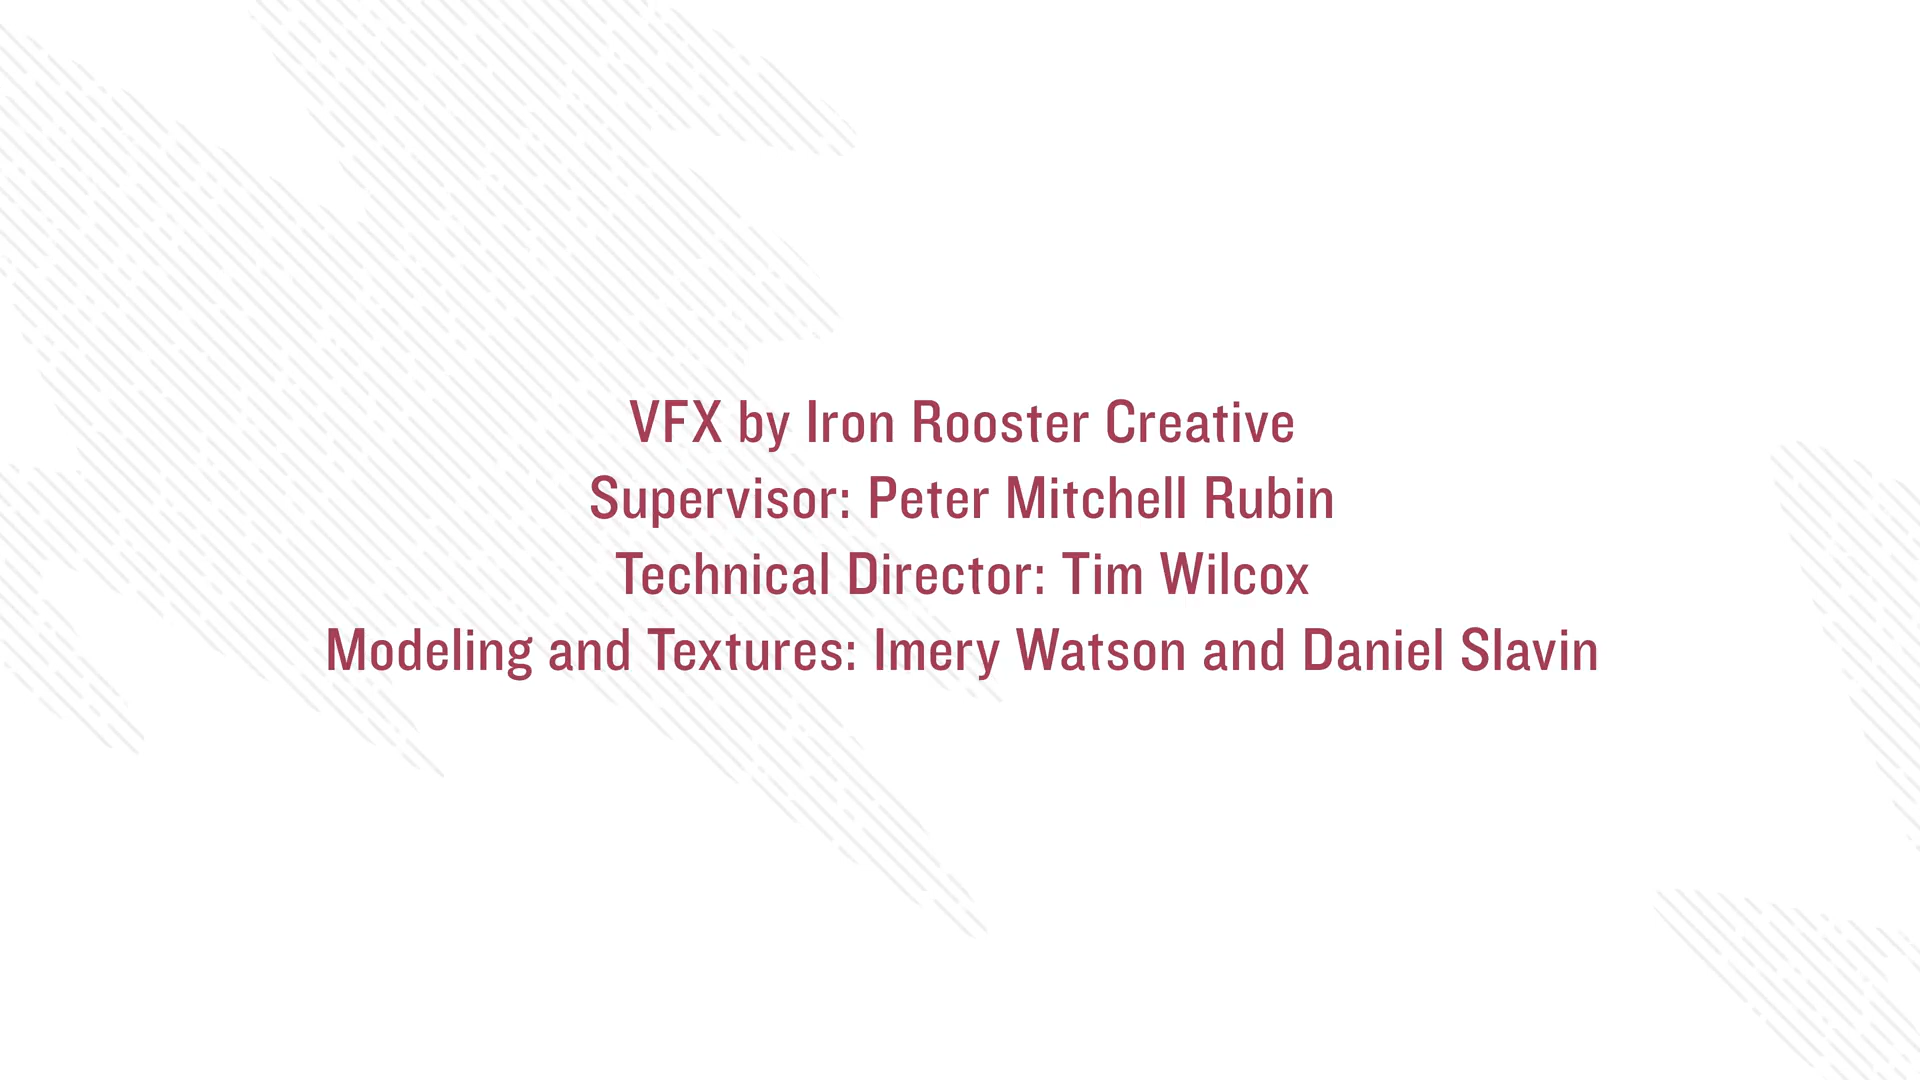 VFX by Iron Rooster Creative
Supervisor: Peter Mitchell Rubin
Technical Director: Tim Wilcox
Modeling and Textures: Imery Watson and Daniel Slavin